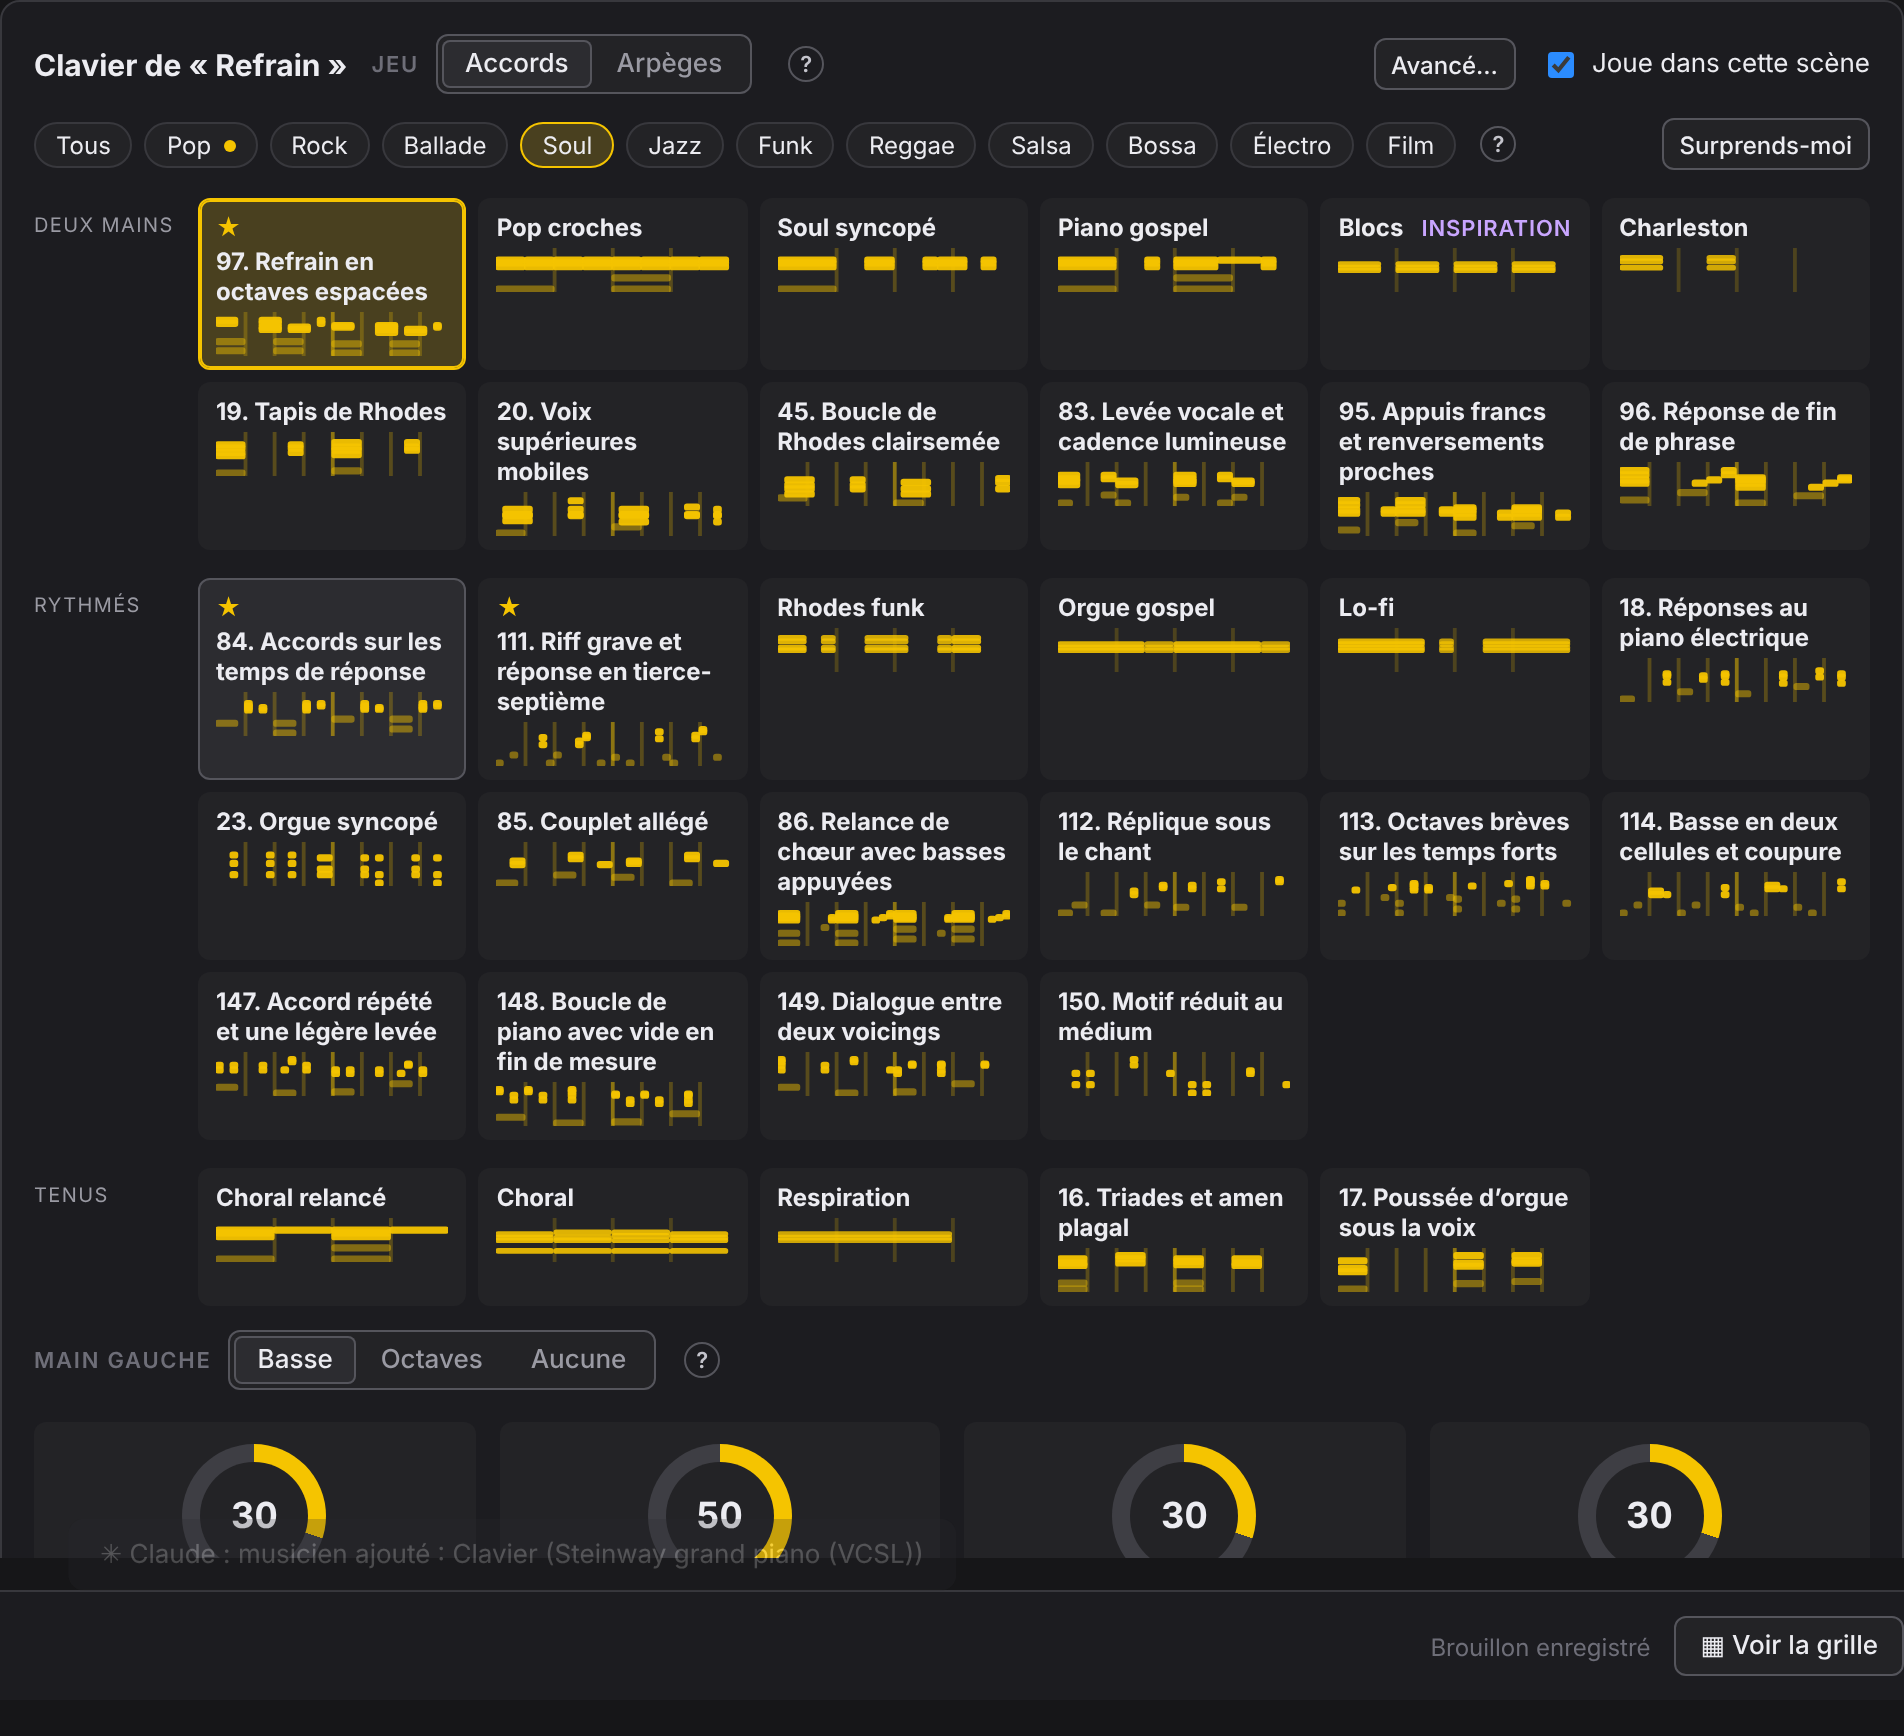 Clavier de « Refrain » JEU Accords Arpèges ? Avancé... Joue dans cette scène
Tous Pop Rock Ballade Soul Jazz Funk Reggae Salsa Bossa Électro Film ? Surprends-moi
DEUX MAINS
★
97. Refrain en
octaves espacées
Pop croches
Soul syncopé
Piano gospel
Blocs INSPIRATION
Charleston
19. Tapis de Rhodes
20. Voix
supérieures
mobiles
45. Boucle de
Rhodes clairsemée
83. Levée vocale et
cadence lumineuse
95. Appuis francs
et renversements
proches
96. Réponse de fin
de phrase
RYTHMÉS
★
84. Accords sur les
temps de réponse
★
111. Riff grave et
réponse en tierce-
septième
Rhodes funk
Orgue gospel
Lo-fi
18. Réponses au
piano électrique
23. Orgue syncopé
85. Couplet allégé
86. Relance de
chœur avec basses
appuyées
112. Réplique sous
le chant
113. Octaves brèves
sur les temps forts
114. Basse en deux
cellules et coupure
147. Accord répété
et une légère levée
148. Boucle de
piano avec vide en
fin de mesure
149. Dialogue entre
deux voicings
150. Motif réduit au
médium
TENUS
Choral relancé
Choral
Respiration
16. Triades et amen
plagal
17. Poussée d’orgue
sous la voix
MAIN GAUCHE Basse Octaves Aucune ?
30 50 30 30
✳ Claude : musicien ajouté : Clavier (Steinway grand piano (VCSL))
Brouillon enregistré ▦ Voir la grille